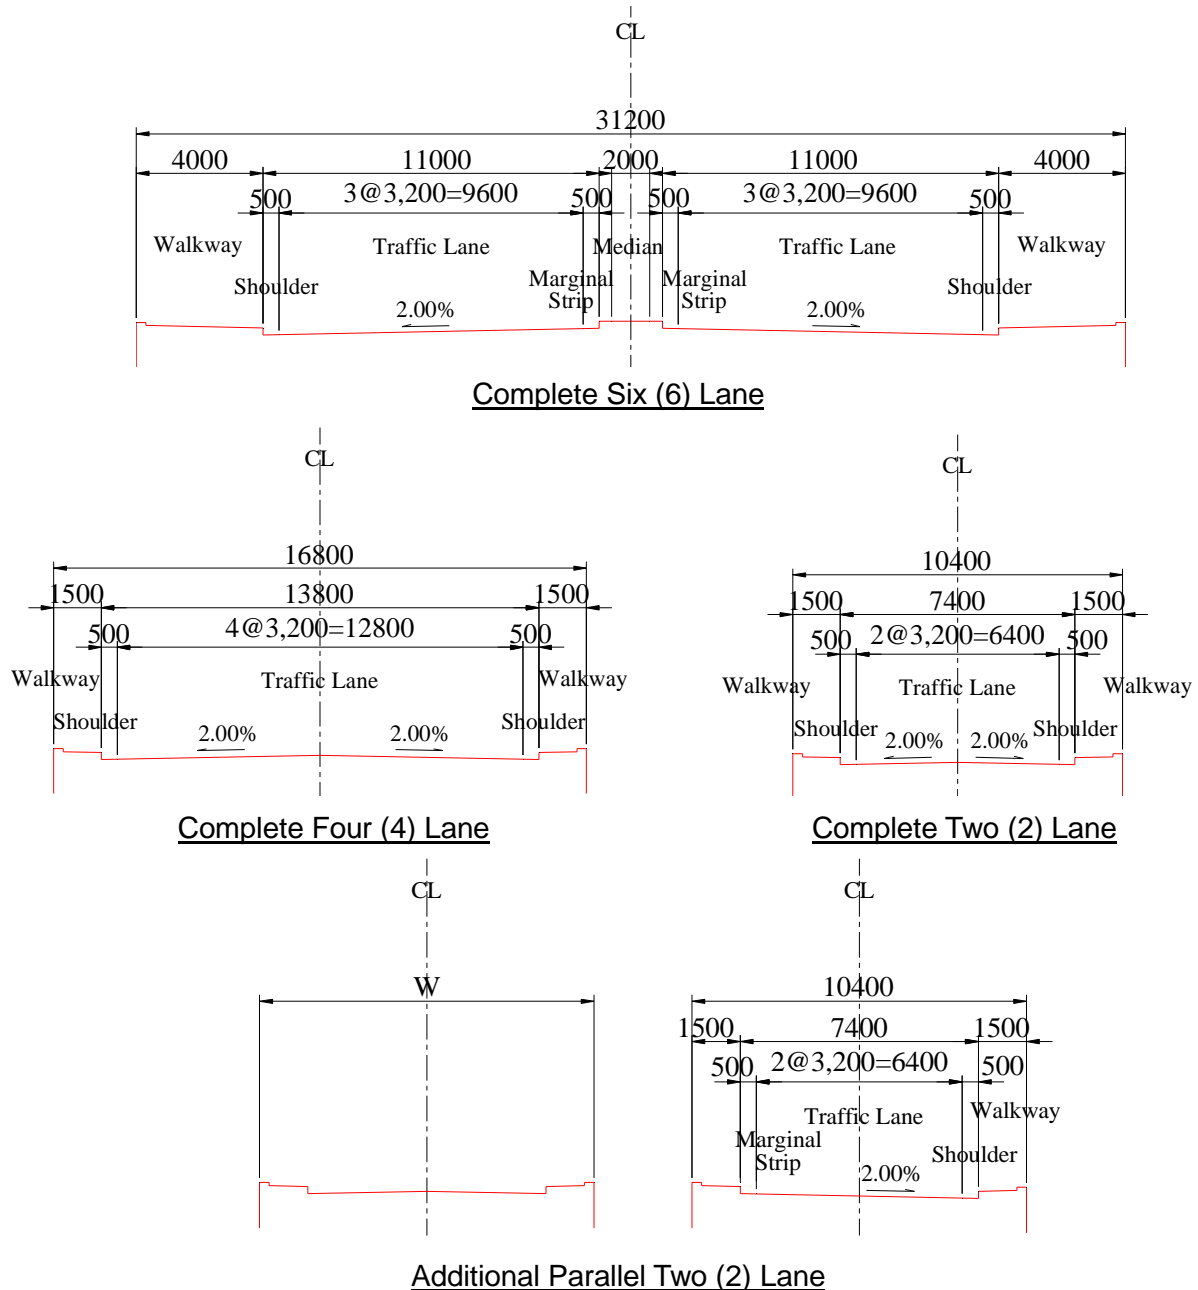 CL
31200
4000 11000 2000 11000 4000
500 3@3,200=9600 500 500 3@3,200=9600 500
Walkway Traffic Lane Median Traffic Lane Walkway
Shoulder Marginal Strip Marginal Strip Shoulder
2.00% 2.00%
Complete Six (6) Lane
CL
16800
1500 13800 1500
500 4@3,200=12800 500
Walkway Traffic Lane Walkway
Shoulder Shoulder
2.00% 2.00%
Complete Four (4) Lane
CL
10400
1500 7400 1500
500 2@3,200=6400 500
Walkway Traffic Lane Walkway
Shoulder Shoulder
2.00% 2.00%
Complete Two (2) Lane
CL
W
CL
10400
1500 7400 1500
500 2@3,200=6400 500
Traffic Lane Walkway
Marginal Strip Shoulder
2.00%
Additional Parallel Two (2) Lane